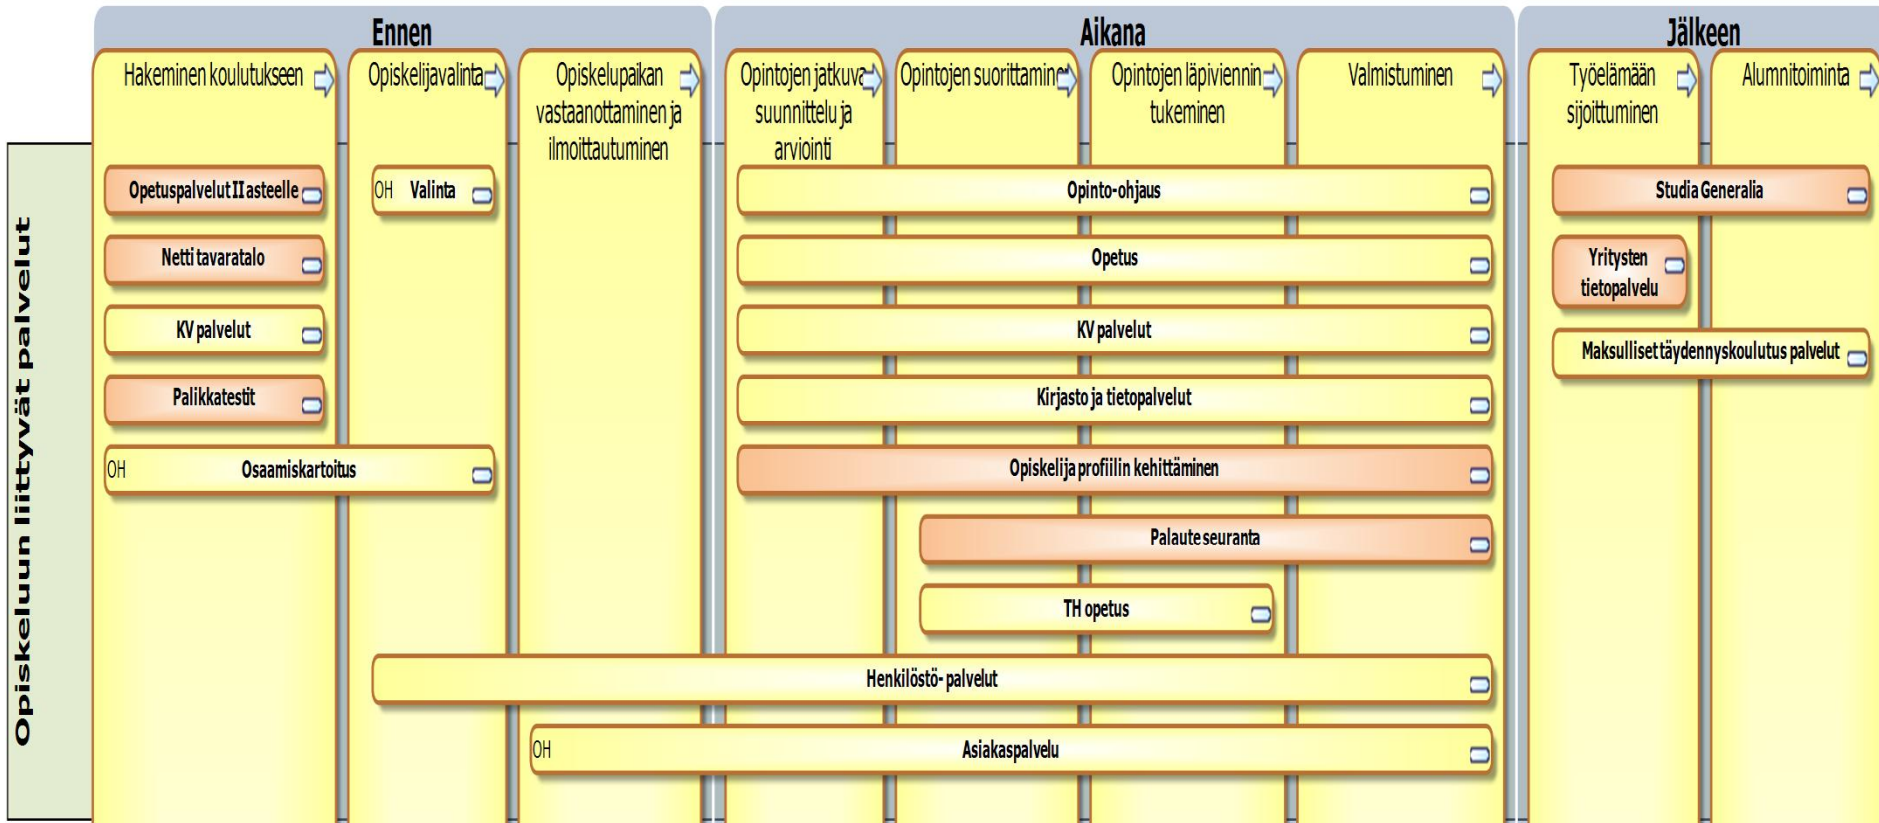 Ennen
Aikana
Jälkeen
Hakeminen koulutukseen
Opiskelijavalinta
Opiskelupaikan
vastaanottaminen ja
ilmoittautuminen
Opintojen jatkuva
suunnittelu ja
arviointi
Opintojen suorittaminen
Opintojen läpiviennin
tukeminen
Valmistuminen
Työelämään
sijoittuminen
Alumnitoiminta
Opiskeluun liittyvät palvelut
Opetuspalvelut II asteelle
OH Valinta
Opinto-ohjaus
Studia Generalia
Netti tavaratalo
Opetus
Yritysten
tietopalvelu
KV palvelut
KV palvelut
Maksulliset täydennyskoulutus palvelut
Palikkatestit
Kirjasto ja tietopalvelut
OH Osaamiskartoitus
Opiskelija profiilin kehittäminen
Palaute seuranta
TH opetus
Henkilöstö- palvelut
OH Asiakaspalvelu